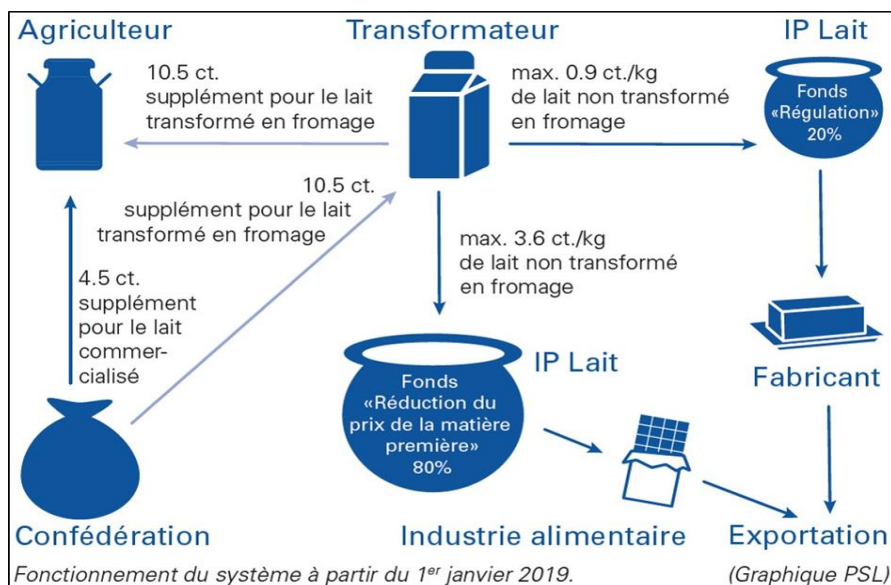 Agriculteur
Transformateur
IP Lait
10.5 ct.
supplément pour le lait
transformé en fromage
max. 0.9 ct./kg
de lait non transformé
en fromage
Fonds
«Régulation»
20%
10.5 ct.
supplément pour le lait
transformé en fromage
max. 3.6 ct./kg
de lait non transformé
en fromage
4.5 ct.
supplément
pour le lait
commer-
cialisé
IP Lait
Fonds
«Réduction du
prix de la matière
première»
80%
Fabricant
Confédération
Industrie alimentaire
Exportation
Fonctionnement du système à partir du 1er janvier 2019.
(Graphique PSL)